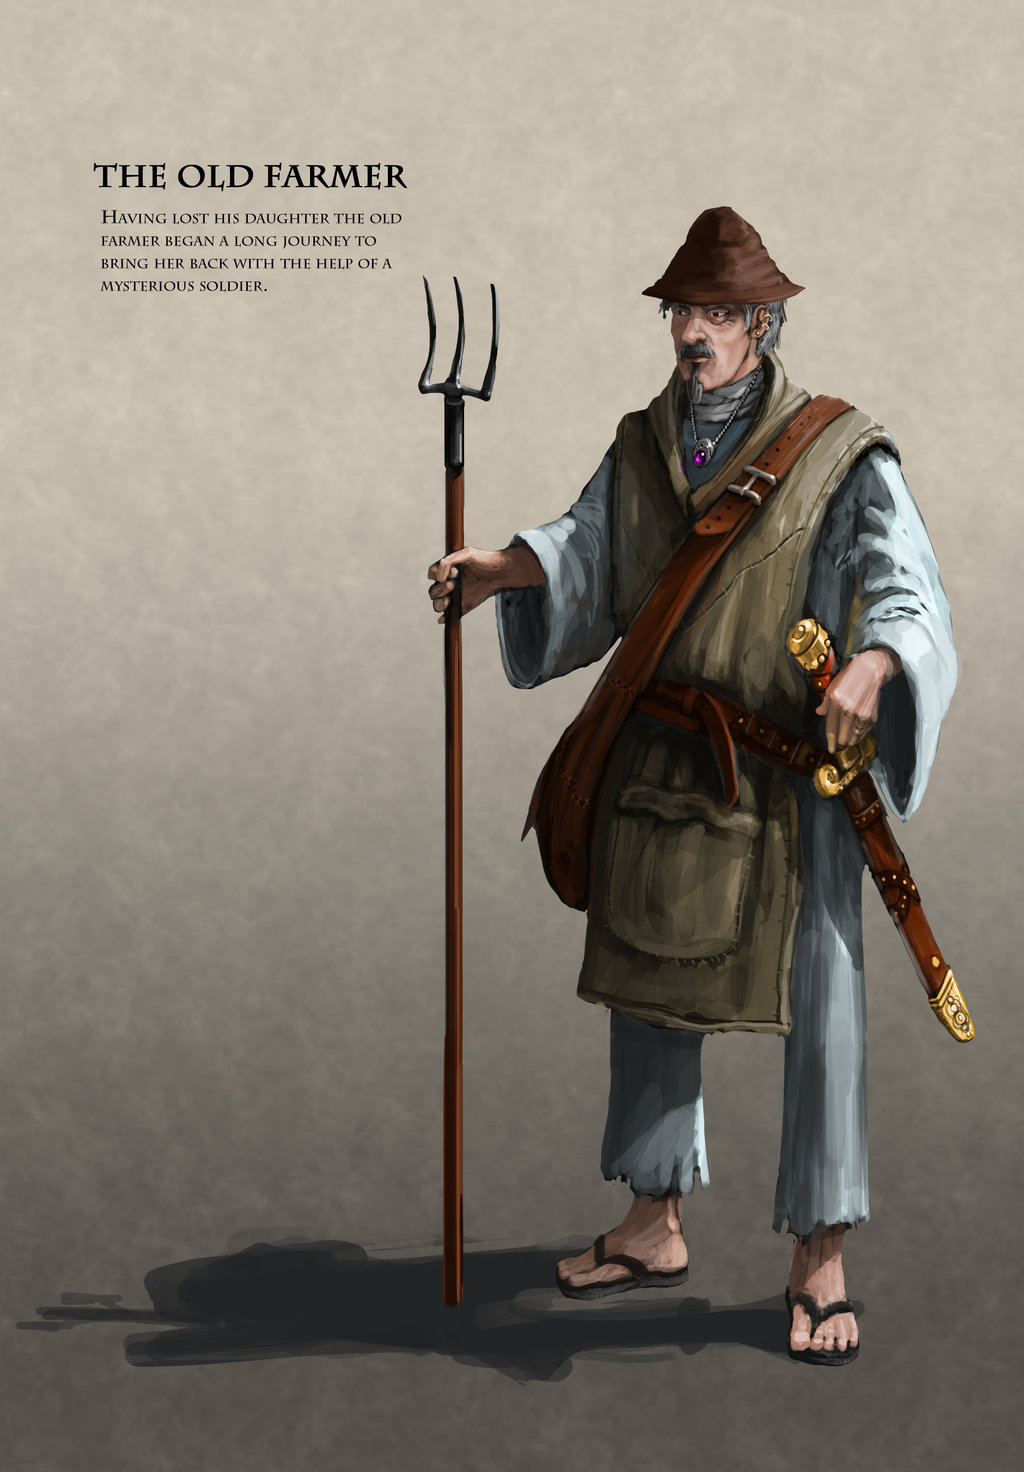 THE OLD FARMER
HAVING LOST HIS DAUGHTER THE OLD
FARMER BEGAN A LONG JOURNEY TO
BRING HER BACK WITH THE HELP OF A
MYSTERIOUS SOLDIER.